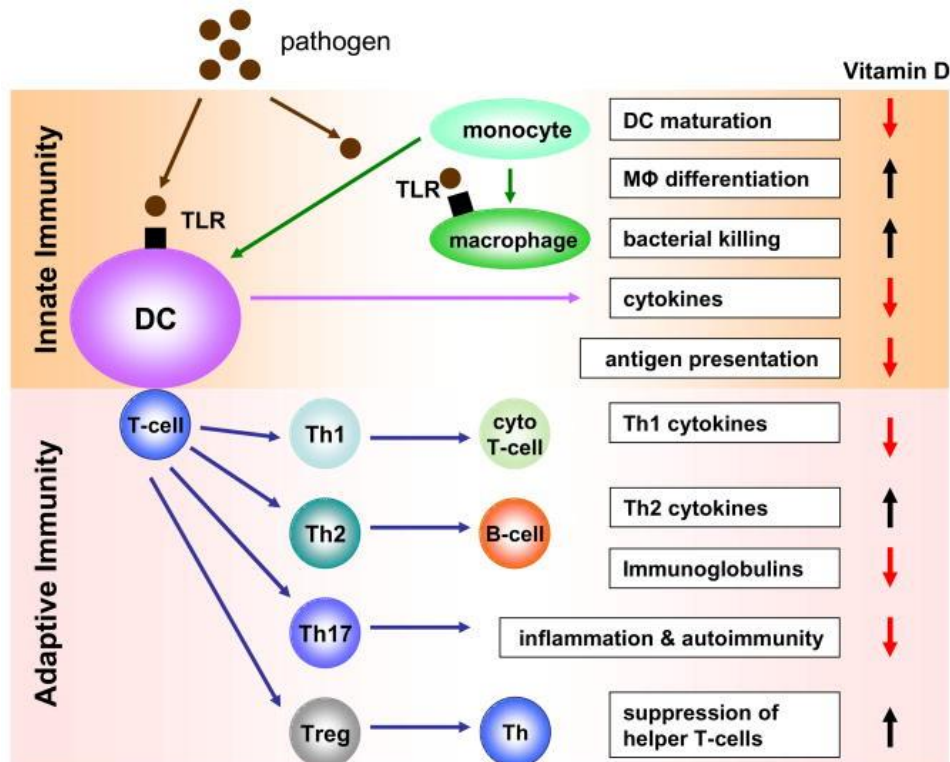 pathogen
Vitamin D
Innate Immunity
monocyte
DC maturation
TLR
MΦ differentiation
TLR
macrophage
bacterial killing
DC
cytokines
antigen presentation
Adaptive Immunity
T-cell
Th1
cyto
T-cell
Th1 cytokines
Th2
B-cell
Th2 cytokines
Immunoglobulins
Th17
inflammation & autoimmunity
Treg
Th
suppression of
helper T-cells